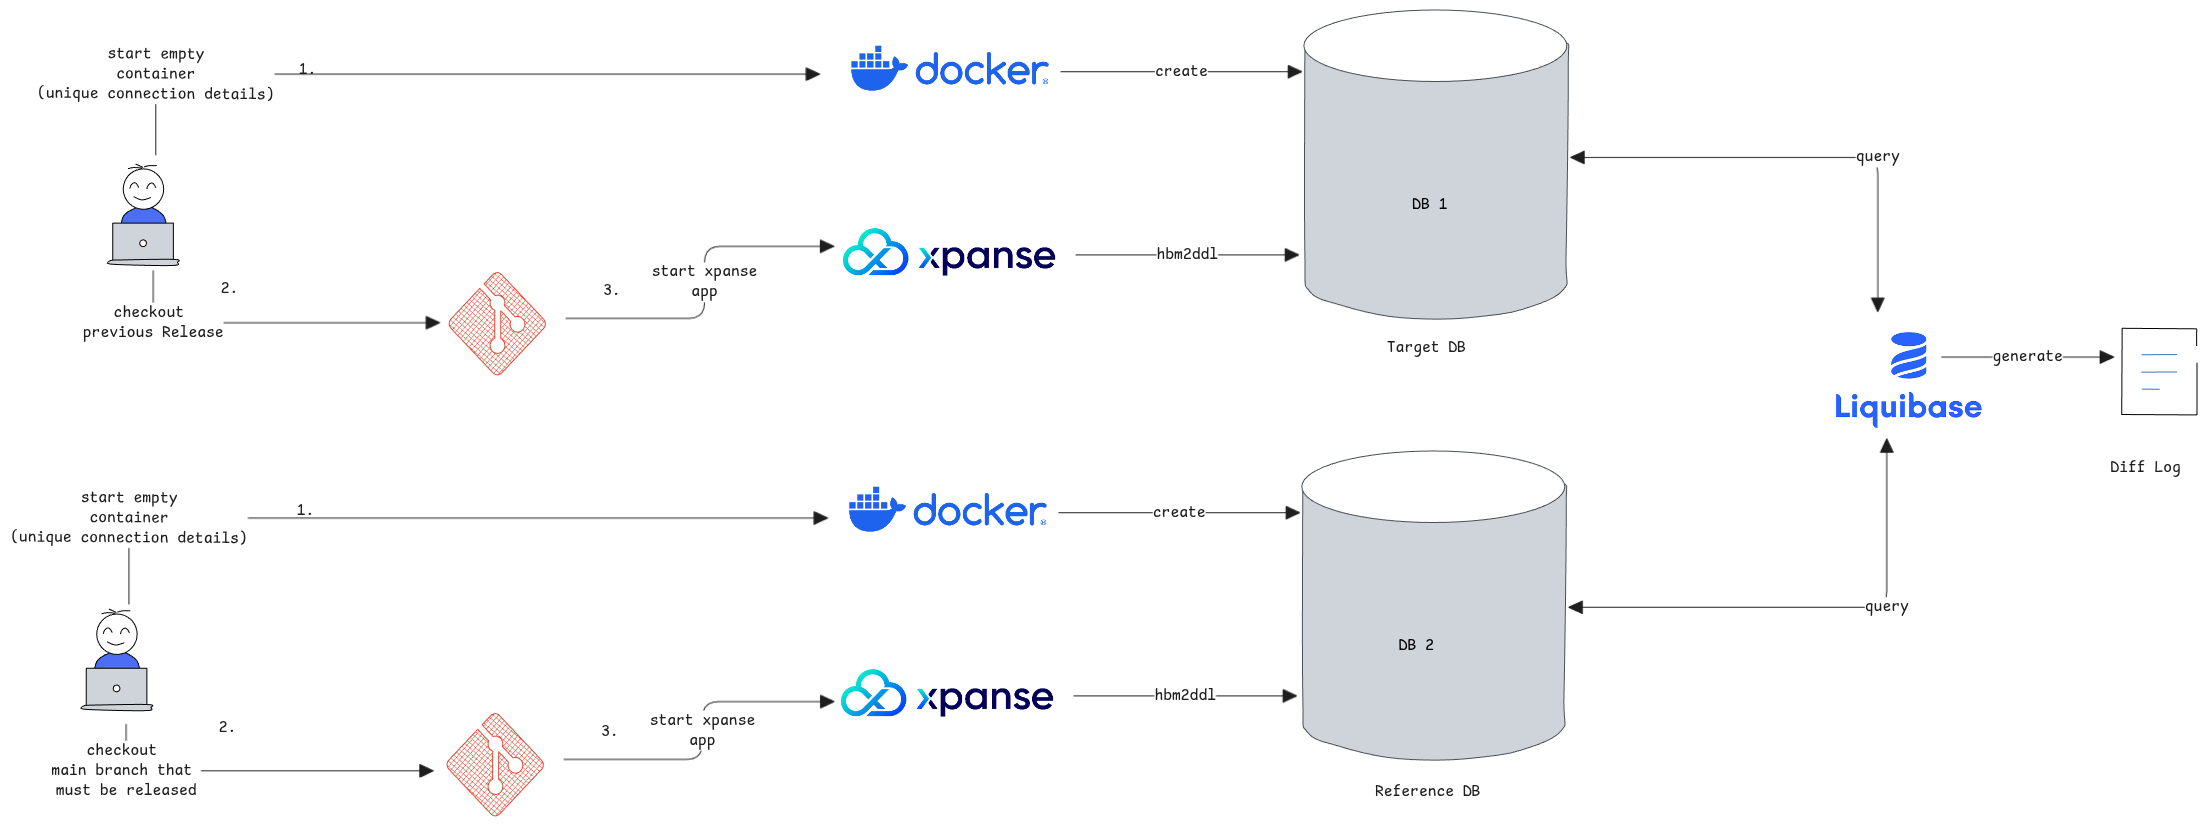 start empty
container
(unique connection details)
1.
docker
create
DB 1
query
checkout
previous Release
2.
3.
start xpanse
app
xpanse
hbm2ddl
Target DB
Liquibase
generate
Diff Log
start empty
container
(unique connection details)
1.
docker
create
DB 2
query
checkout
main branch that
must be released
2.
3.
start xpanse
app
xpanse
hbm2ddl
Reference DB